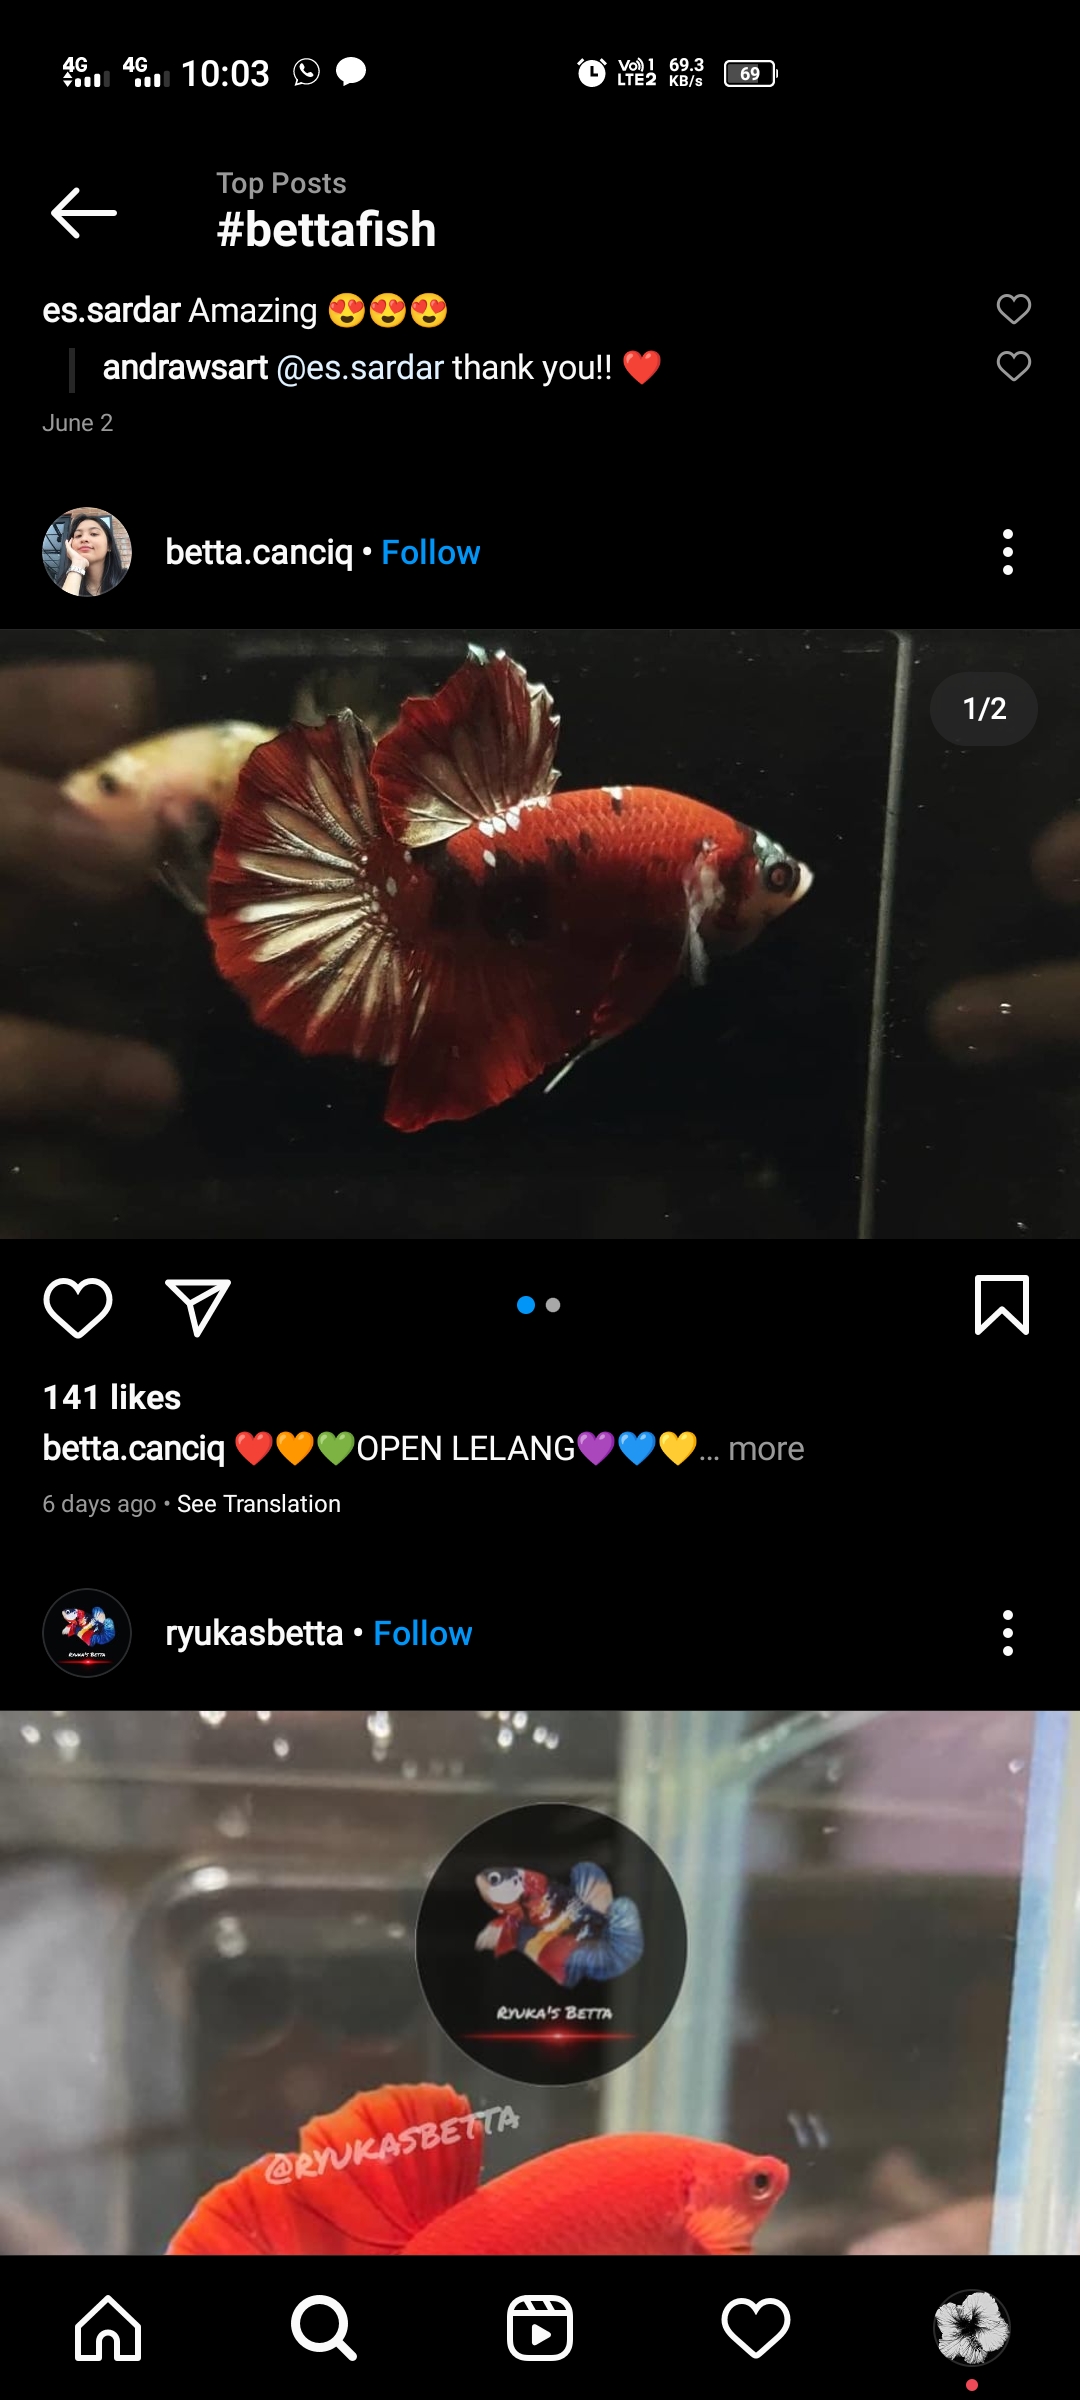 4G 4G 10:03 Vo) 1 LTE2 69.3 KB/s 69
Top Posts
#bettafish
es.sardar Amazing 😍😍😍
andrawsart @es.sardar thank you!! ❤️
June 2
betta.canciq • Follow
1/2
141 likes
betta.canciq ❤️🧡💚OPEN LELANG💜💙💛... more
6 days ago • See Translation
RYUKA'S BETTA
ryukasbetta • Follow
RYUKA'S BETTA
@RYUKASBETTA